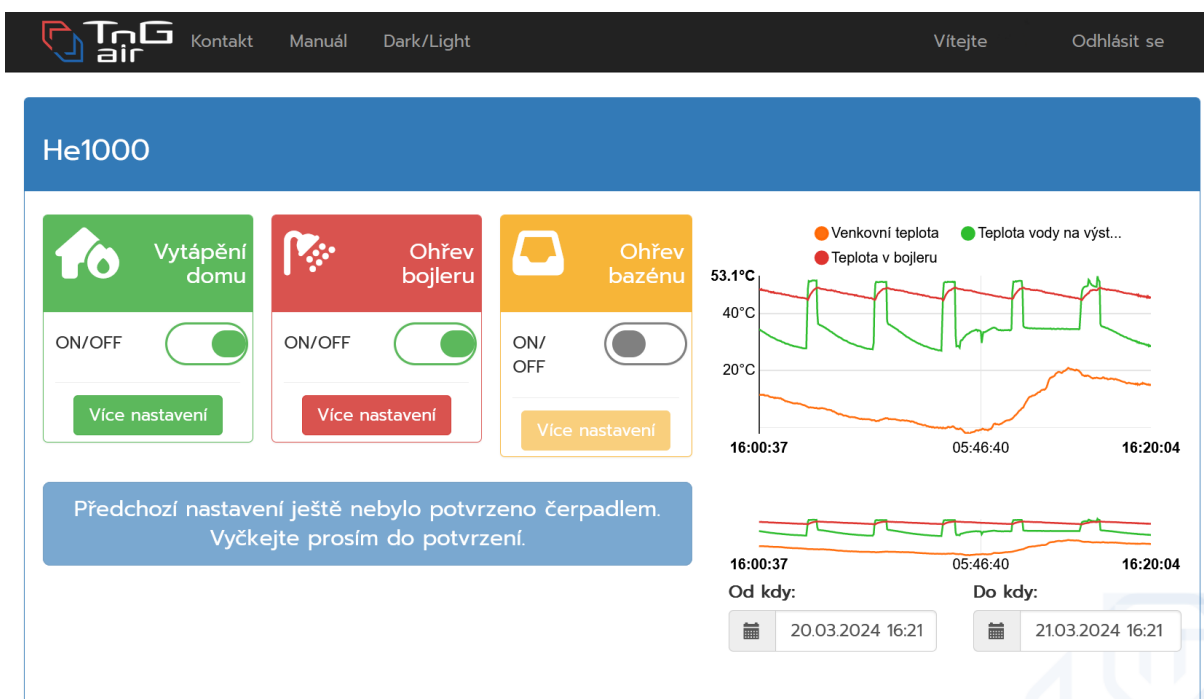 TnG air Kontakt Manuál Dark/Light Vítejte Odhlásit se
He1000
Vytápění
domu
ON/OFF
Více nastavení
Ohřev
bojleru
ON/OFF
Více nastavení
Ohřev
bazénu
ON/
OFF
Více nastavení
Předchozí nastavení ještě nebylo potvrzeno čerpadlem.
Vyčkejte prosím do potvrzení.
Venkovní teplota Teplota vody na výst...
Teplota v bojleru
53.1°C
40°C
20°C
16:00:37 05:46:40 16:20:04
16:00:37 05:46:40 16:20:04
Od kdy: Do kdy:
20.03.2024 16:21 21.03.2024 16:21